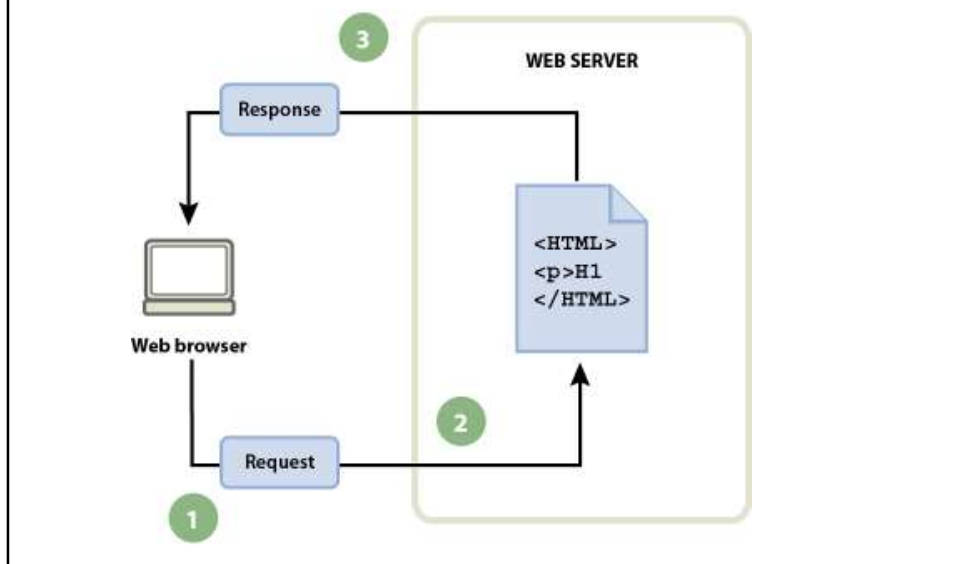 3
WEB SERVER
Response
<HTML>
<p>H1
</HTML>
Web browser
2
Request
1